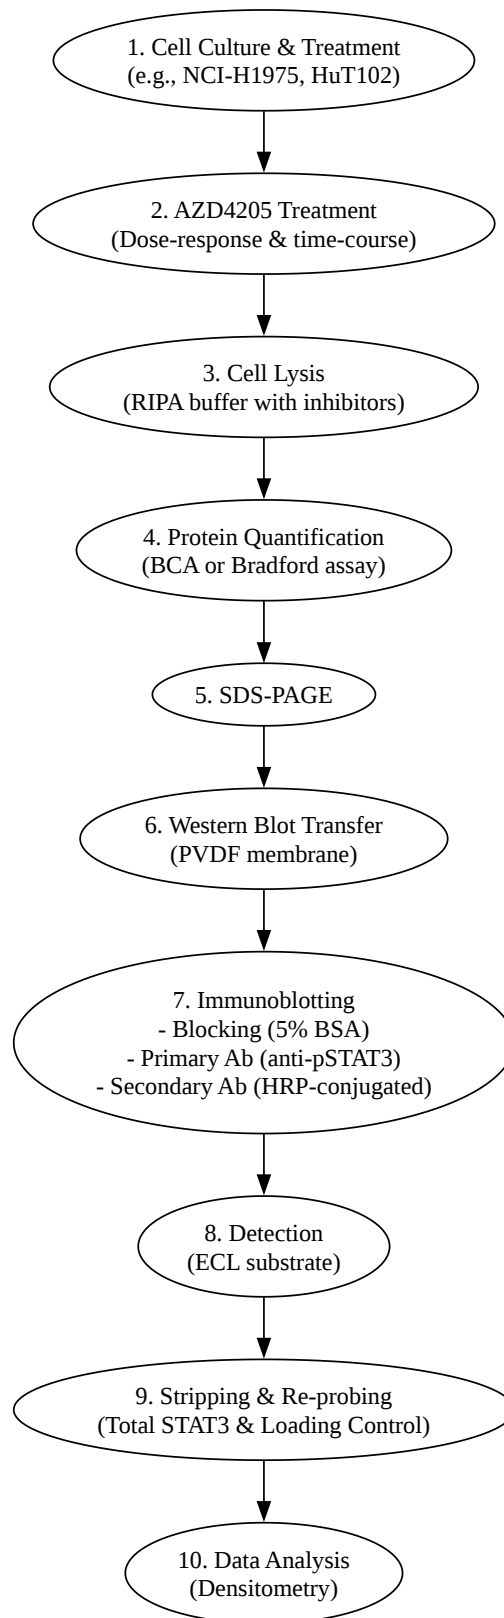 1. Cell Culture & Treatment
(e.g., NCI-H1975, HuT102)
2. AZD4205 Treatment
(Dose-response & time-course)
3. Cell Lysis
(RIPA buffer with inhibitors)
4. Protein Quantification
(BCA or Bradford assay)
5. SDS-PAGE
6. Western Blot Transfer
(PVDF membrane)
7. Immunoblotting
- Blocking (5% BSA)
- Primary Ab (anti-pSTAT3)
- Secondary Ab (HRP-conjugated)
8. Detection
(ECL substrate)
9. Stripping & Re-probing
(Total STAT3 & Loading Control)
10. Data Analysis
(Densitometry)